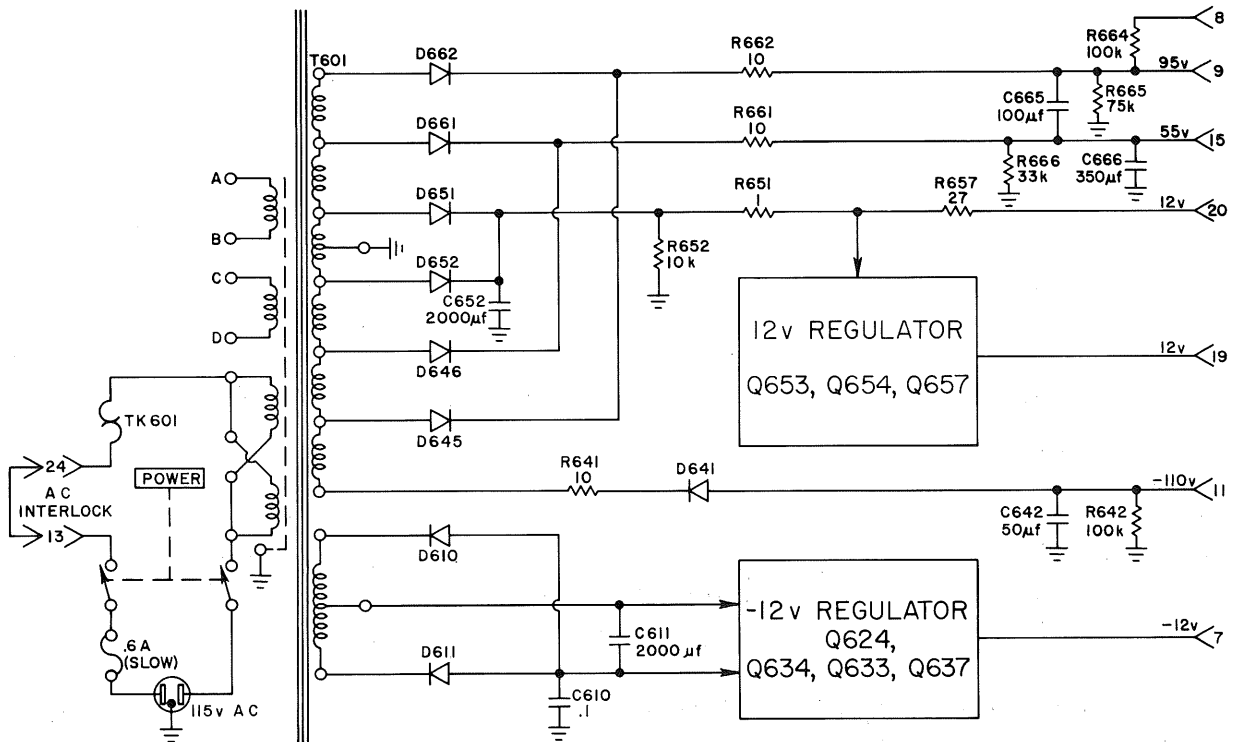 T601
D662
R662
10
R664
100k
8
95v
9
C665
100µf
R665
75k
D661
R661
10
55v
15
R666
33k
C666
350µf
A
B
C
D
D651
R651
1
R657
27
12v
20
R652
10k
D652
C652
2000µf
12v REGULATOR
Q653, Q654, Q657
12v
19
D646
D645
TK601
24
AC
INTERLOCK
13
POWER
R641
10
D641
-110v
11
C642
50µf
R642
100k
D610
C611
2000µf
-12v REGULATOR
Q624,
Q634, Q633, Q637
-12v
7
D611
C610
.1
.6A
(SLOW)
115v AC